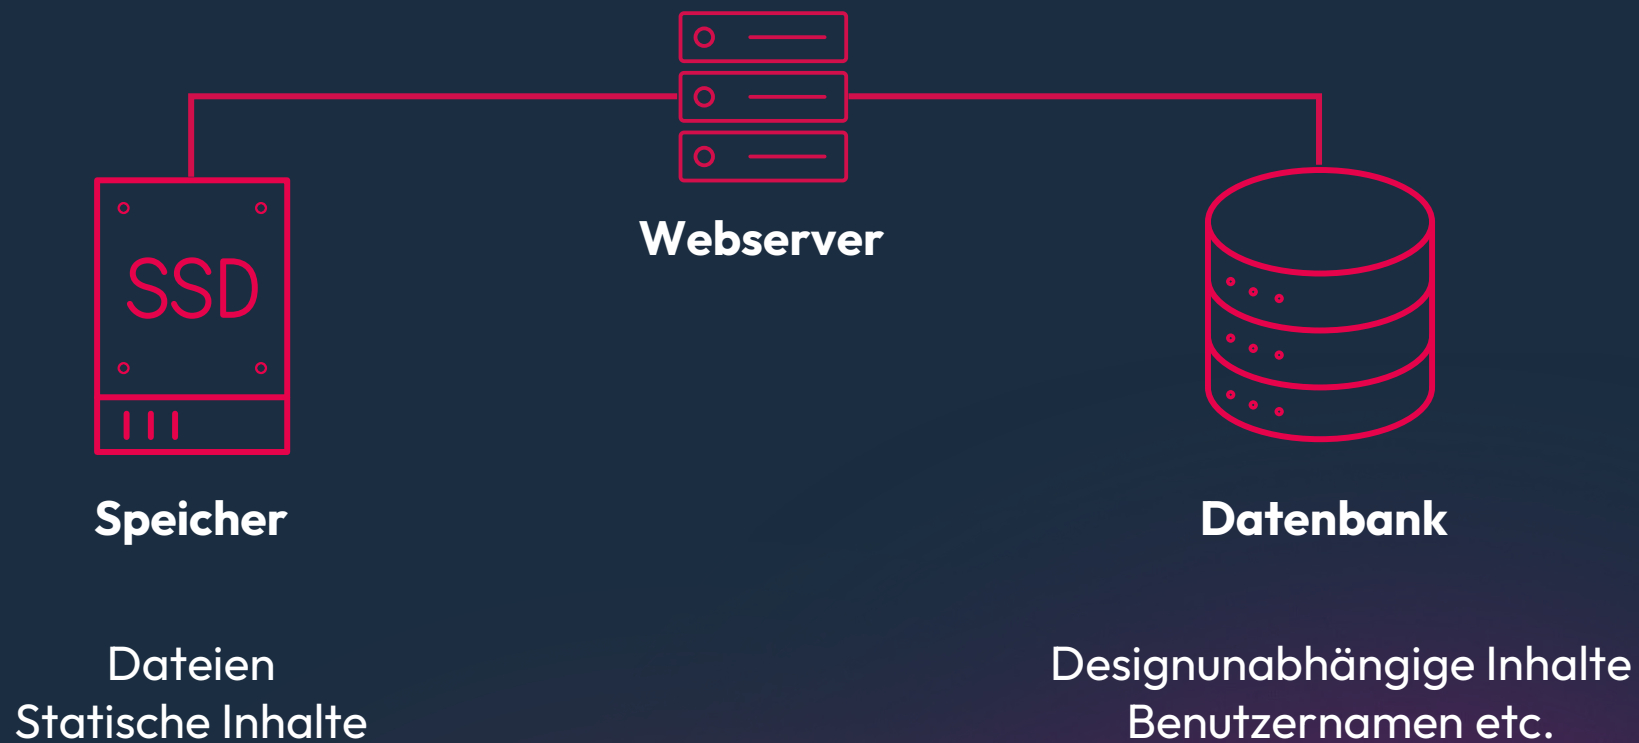 Webserver
SSD
Speicher
Datenbank
Dateien
Statische Inhalte
Designunabhängige Inhalte
Benutzernamen etc.